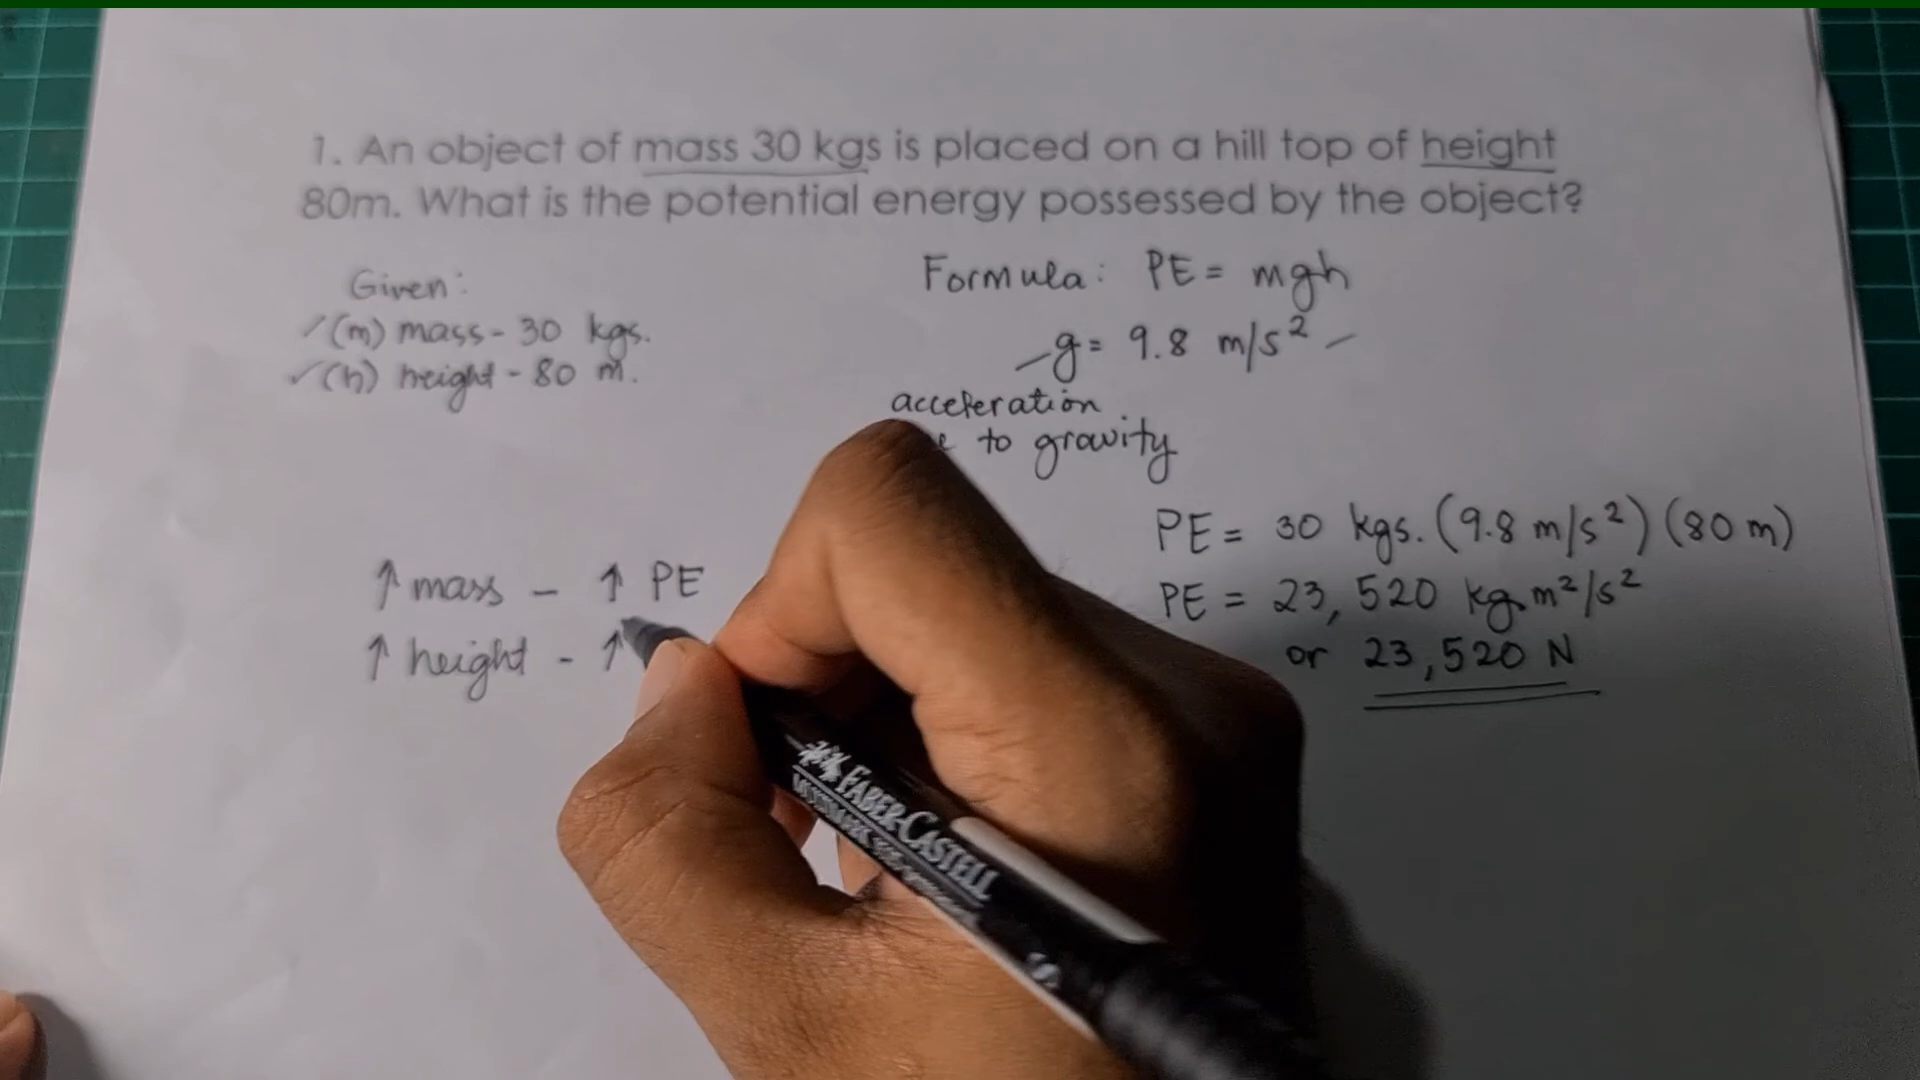 1. An object of mass 30 kgs is placed on a hill top of height
80m. What is the potential energy possessed by the object?
Given:
(m) mass - 30 kgs.
(h) height - 80 m.
Formula: PE = mgh
g = 9.8 m/s²
acceleration
to gravity
PE = 30 kgs. (9.8 m/s²) (80 m)
PE = 23,520 kg m²/s²
or 23,520 N
↑ mass - ↑ PE
↑ height - ↑
FABER-CASTELL